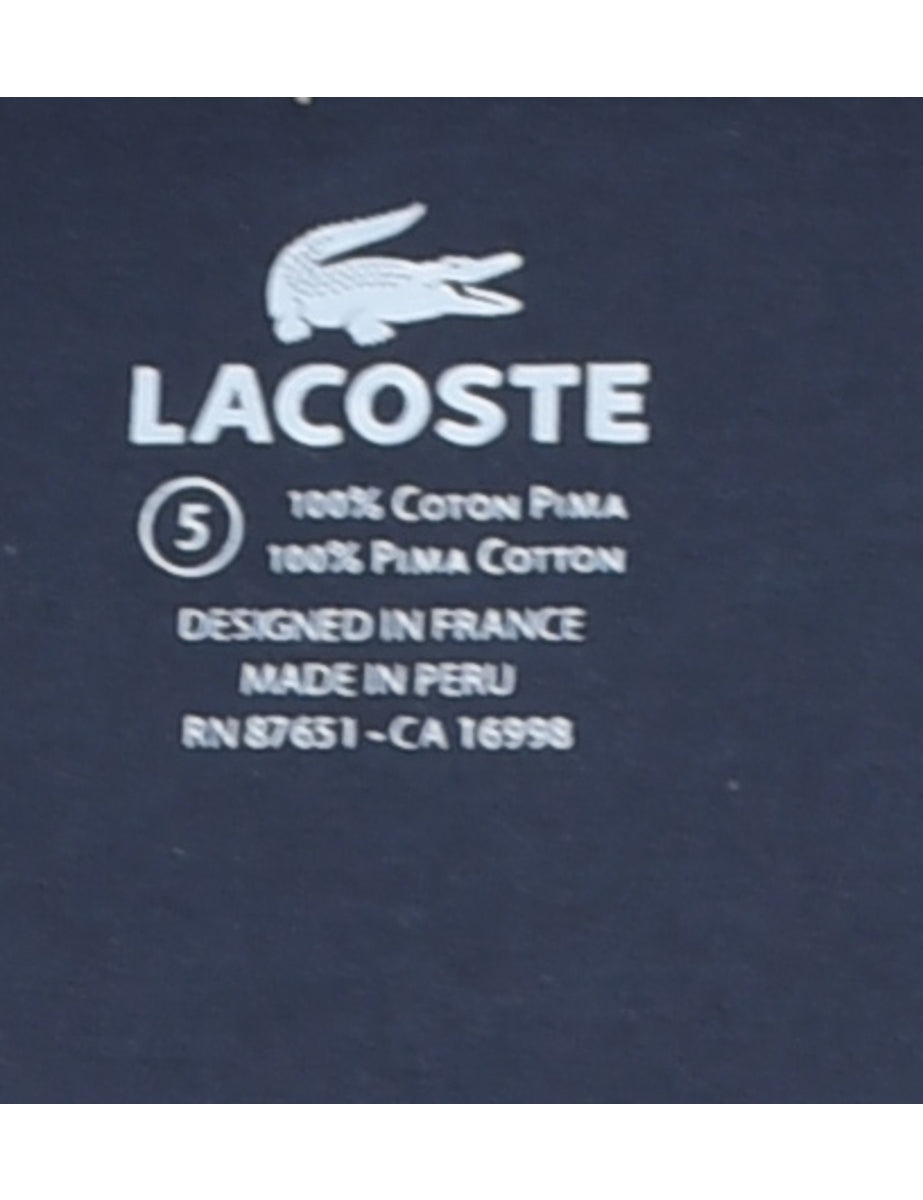 LACOSTE
5
100% COTON PIMA
100% PIMA COTTON
DESIGNED IN FRANCE
MADE IN PERU
RN 87651 - CA 16998